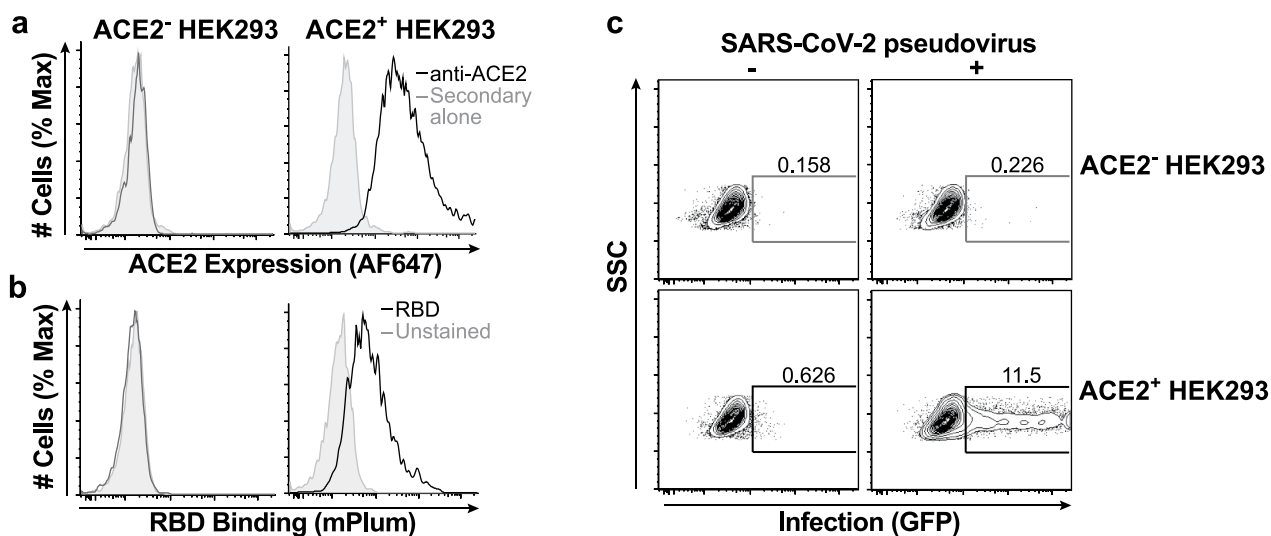 a
ACE2⁻ HEK293
ACE2⁺ HEK293
# Cells (% Max)
anti-ACE2
Secondary
alone
ACE2 Expression (AF647)
b
# Cells (% Max)
RBD
Unstained
RBD Binding (mPlum)
c
SARS-CoV-2 pseudovirus
- +
SSC
0.158
0.226
ACE2⁻ HEK293
0.626
11.5
ACE2⁺ HEK293
Infection (GFP)